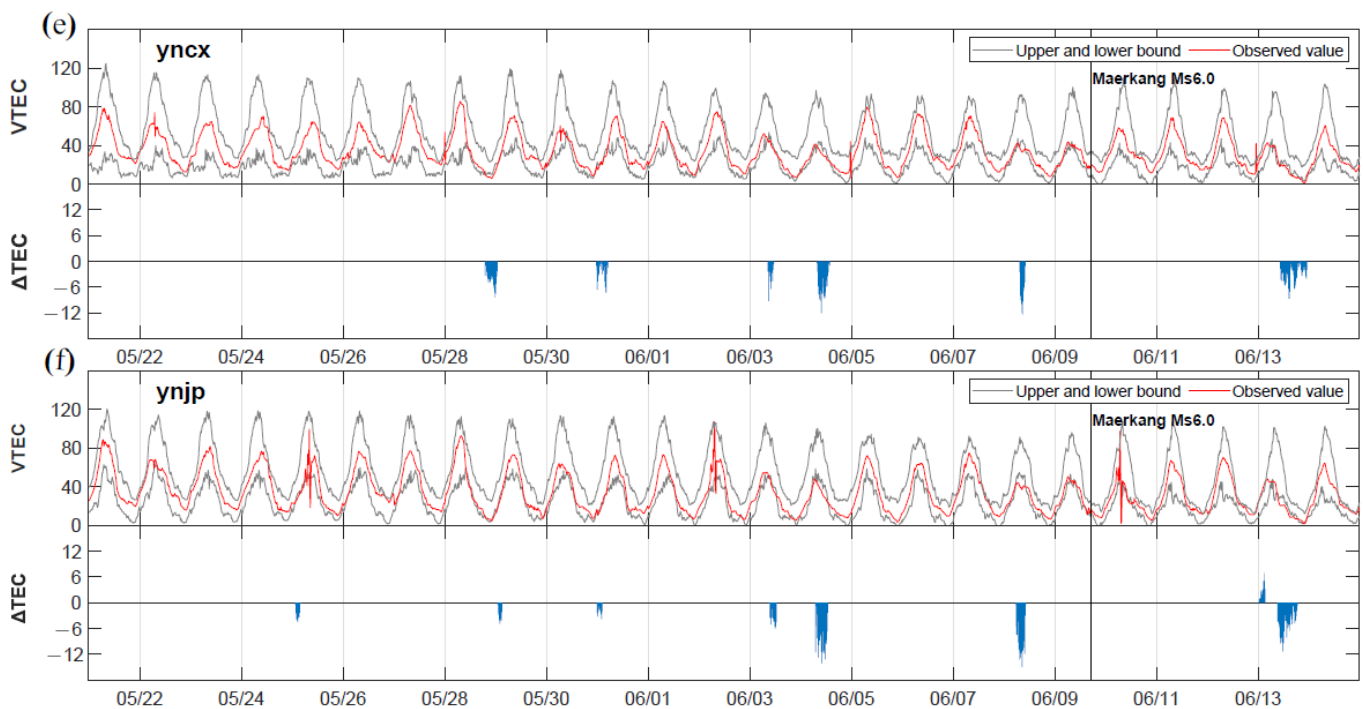 (e)
yncx
Upper and lower bound Observed value
Maerkang Ms6.0
VTEC
120
80
40
0
ΔTEC
12
6
0
−6
−12
05/22 05/24 05/25 05/26 05/28 05/30 06/01 06/03 06/05 06/07 06/09 06/11 06/13
(f)
ynjp
Upper and lower bound Observed value
Maerkang Ms6.0
VTEC
120
80
40
0
ΔTEC
12
6
0
−6
−12
05/22 05/24 05/25 05/26 05/28 05/30 06/01 06/03 06/05 06/07 06/09 06/11 06/13